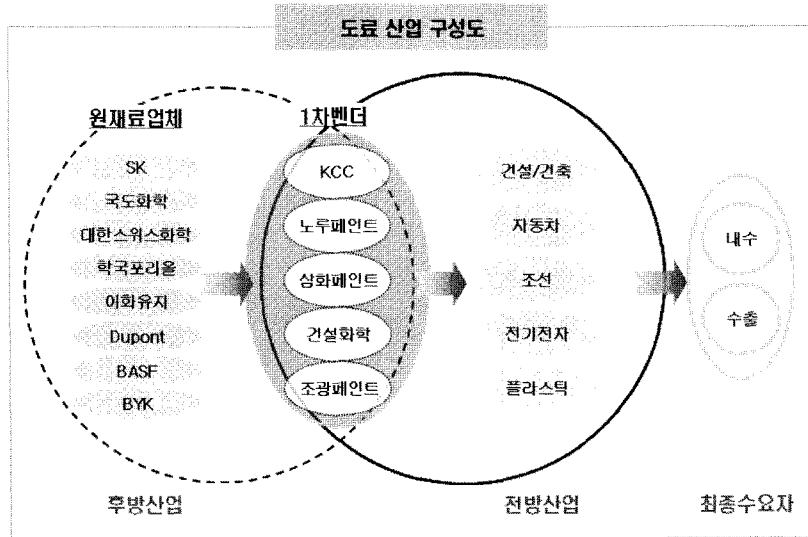 도료 산업 구성도
원재료업체
SK
국도화학
대한스위스화학
학국포리올
이화유지
Dupont
BASF
BYK
후방산업
1차벤더
KCC
노루페인트
삼화페인트
건설화학
조광페인트
건설/건축
자동차
조선
전기전자
플라스틱
전방산업
내수
수출
최종수요자